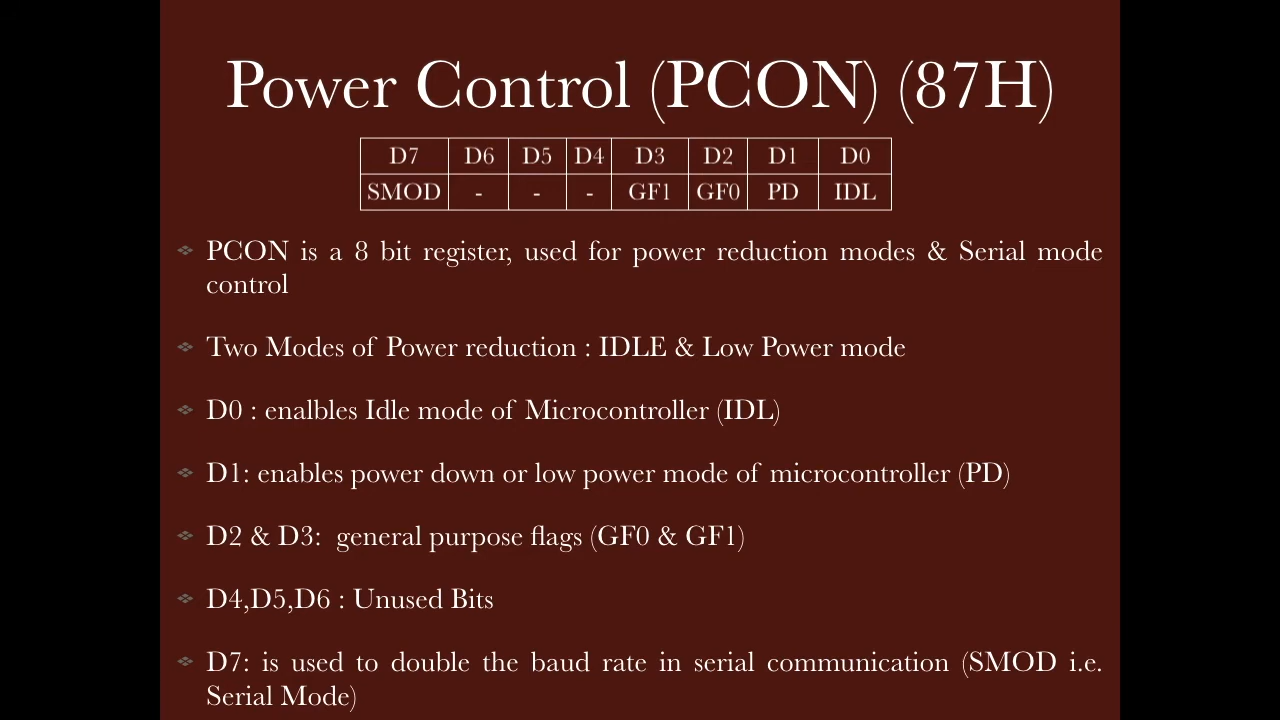 Power Control (PCON) (87H)
D7 D6 D5 D4 D3 D2 D1 D0
SMOD - - - GF1 GF0 PD IDL
PCON is a 8 bit register, used for power reduction modes & Serial mode
control
Two Modes of Power reduction : IDLE & Low Power mode
D0 : enalbles Idle mode of Microcontroller (IDL)
D1: enables power down or low power mode of microcontroller (PD)
D2 & D3: general purpose flags (GF0 & GF1)
D4,D5,D6 : Unused Bits
D7: is used to double the baud rate in serial communication (SMOD i.e.
Serial Mode)